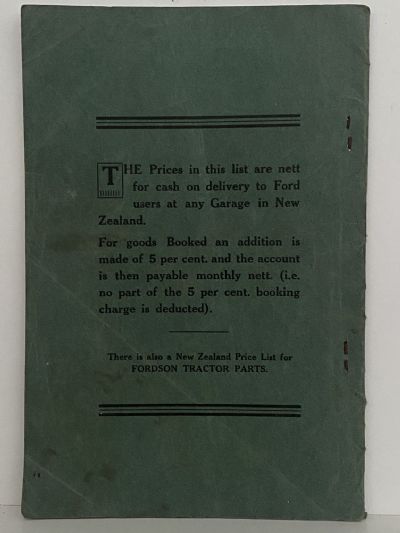 THE Prices in this list are nett
for cash on delivery to Ford
users at any Garage in New
Zealand.
For goods Booked an addition is
made of 5 per cent. and the account
is then payable monthly nett. (i.e.
no part of the 5 per cent. booking
charge is deducted).
There is also a New Zealand Price List for
FORDSON TRACTOR PARTS.